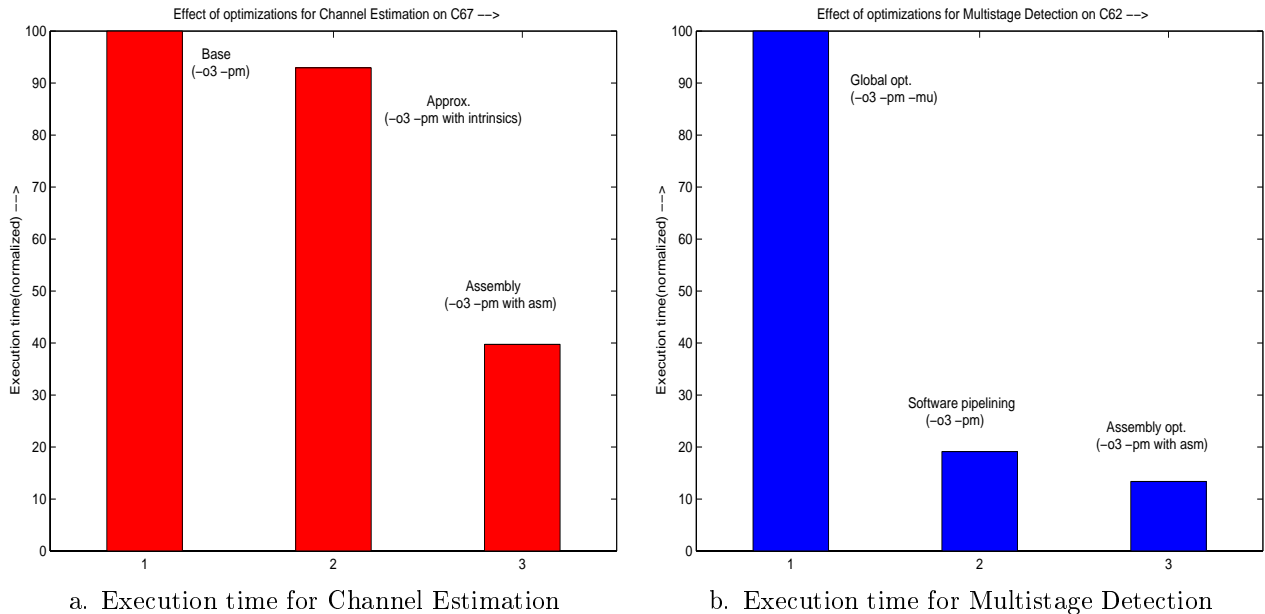 Effect of optimizations for Channel Estimation on C67 −−>
100
90
80
70
60
50
40
30
20
10
0
Execution time(normalized) −−>
Base
(−o3 −pm)
Approx.
(−o3 −pm with intrinsics)
Assembly
(−o3 −pm with asm)
1
2
3
a. Execution time for Channel Estimation
Effect of optimizations for Multistage Detection on C62 −−>
100
90
80
70
60
50
40
30
20
10
0
Execution time(normalized) −−>
Global opt.
(−o3 −pm −mu)
Software pipelining
(−o3 −pm)
Assembly opt.
(−o3 −pm with asm)
1
2
3
b. Execution time for Multistage Detection